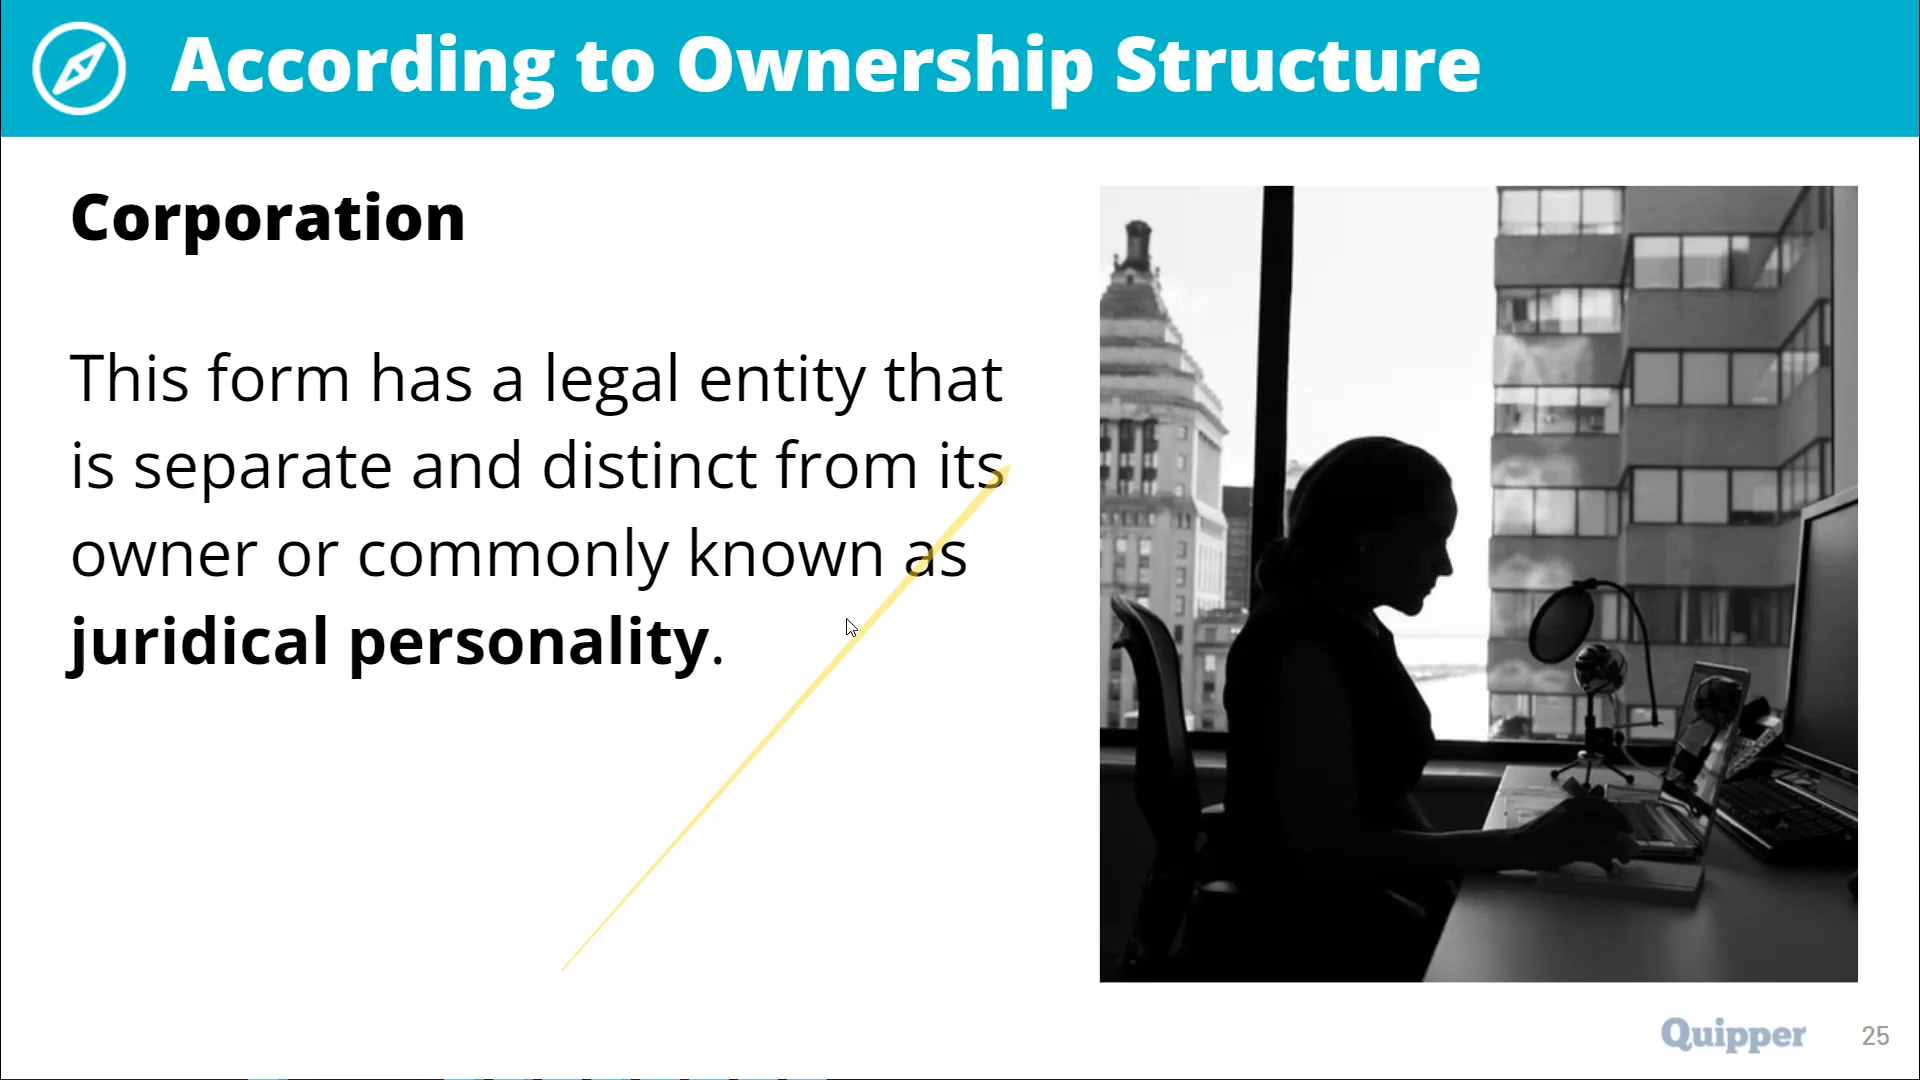 According to Ownership Structure
Corporation
This form has a legal entity that
is separate and distinct from its
owner or commonly known as
juridical personality.
Quipper
25